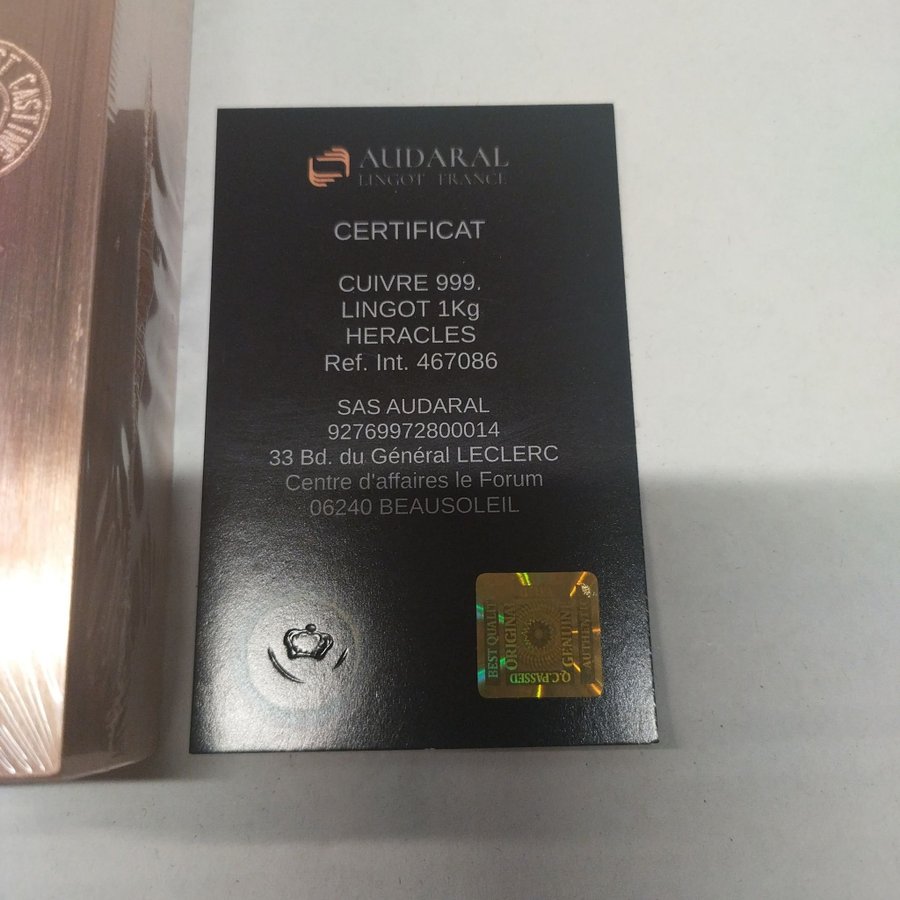 CASTING
AUDARAL
LINGOT FRANCE
CERTIFICAT
CUIVRE 999.
LINGOT 1Kg
HERACLES
Ref. Int. 467086
SAS AUDARAL
92769972800014
33 Bd. du Général LECLERC
Centre d'affaires le Forum
06240 BEAUSOLEIL
BEST QUALITY
ORIGINAL
GENUINE
AUTHENTIC
Q.C.PASSED